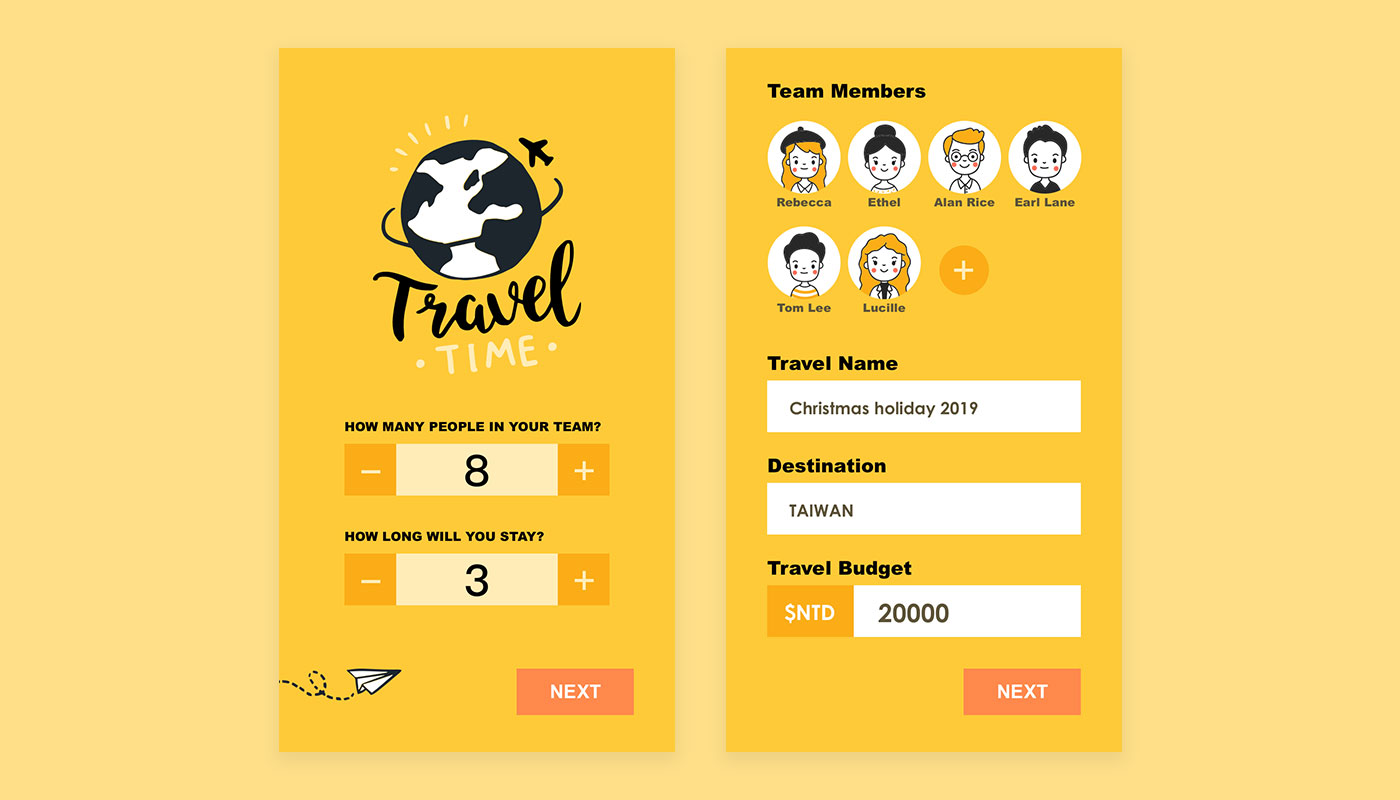 Travel
TIME
HOW MANY PEOPLE IN YOUR TEAM?
− 8 +
HOW LONG WILL YOU STAY?
− 3 +
NEXT
Team Members
Rebecca Ethel Alan Rice Earl Lane
+
Tom Lee Lucille
Travel Name
Christmas holiday 2019
Destination
TAIWAN
Travel Budget
$NTD 20000
NEXT